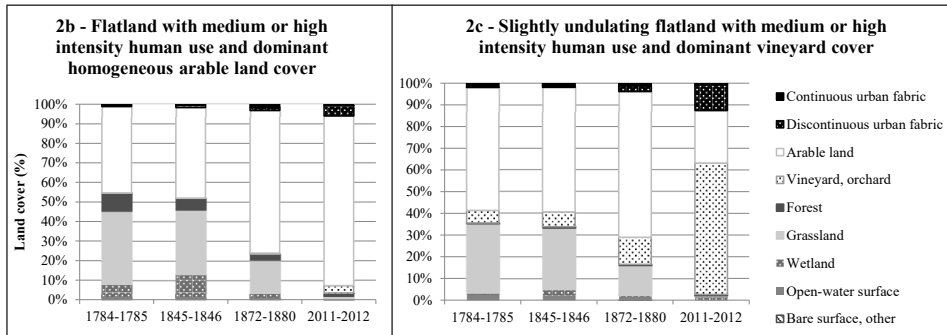 2b - Flatland with medium or high
intensity human use and dominant
homogeneous arable land cover
Land cover (%)
100%
90%
80%
70%
60%
50%
40%
30%
20%
10%
0%
1784-1785 1845-1846 1872-1880 2011-2012
2c - Slightly undulating flatland with medium or high
intensity human use and dominant vineyard cover
100%
90%
80%
70%
60%
50%
40%
30%
20%
10%
0%
1784-1785 1845-1846 1872-1880 2011-2012
Continuous urban fabric
Discontinuous urban fabric
Arable land
Vineyard, orchard
Forest
Grassland
Wetland
Open-water surface
Bare surface, other